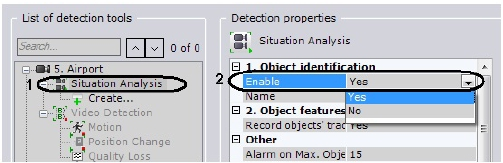 List of detection tools
Search...
0 of 0
5. Airport
1
Situation Analysis
Create...
Video Detection
Motion
Position Change
Quality Loss
Detection properties
Situation Analysis
1. Object identification
2
Enable
Yes
Name
Yes
No
2. Object features
Record objects' trac
Yes
Other
Alarm on Max. Obje
15